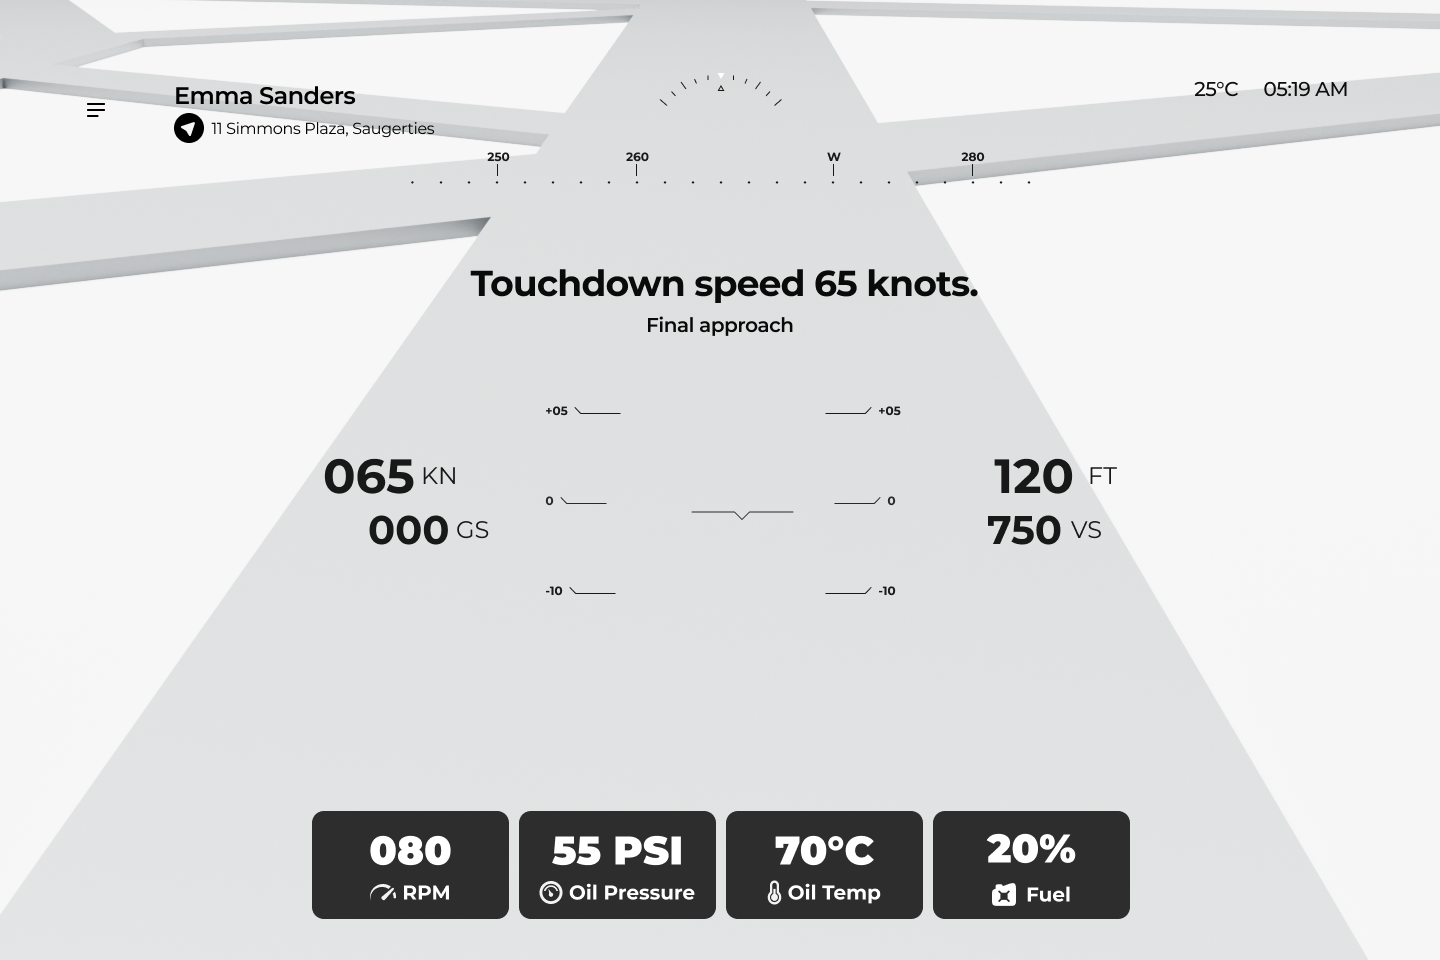 Emma Sanders
11 Simmons Plaza, Saugerties
25°C 05:19 AM
250 260 W 280
Touchdown speed 65 knots.
Final approach
+05 +05
065 KN
120 FT
0 0
000 GS
750 VS
-10 -10
080
RPM
55 PSI
Oil Pressure
70°C
Oil Temp
20%
Fuel